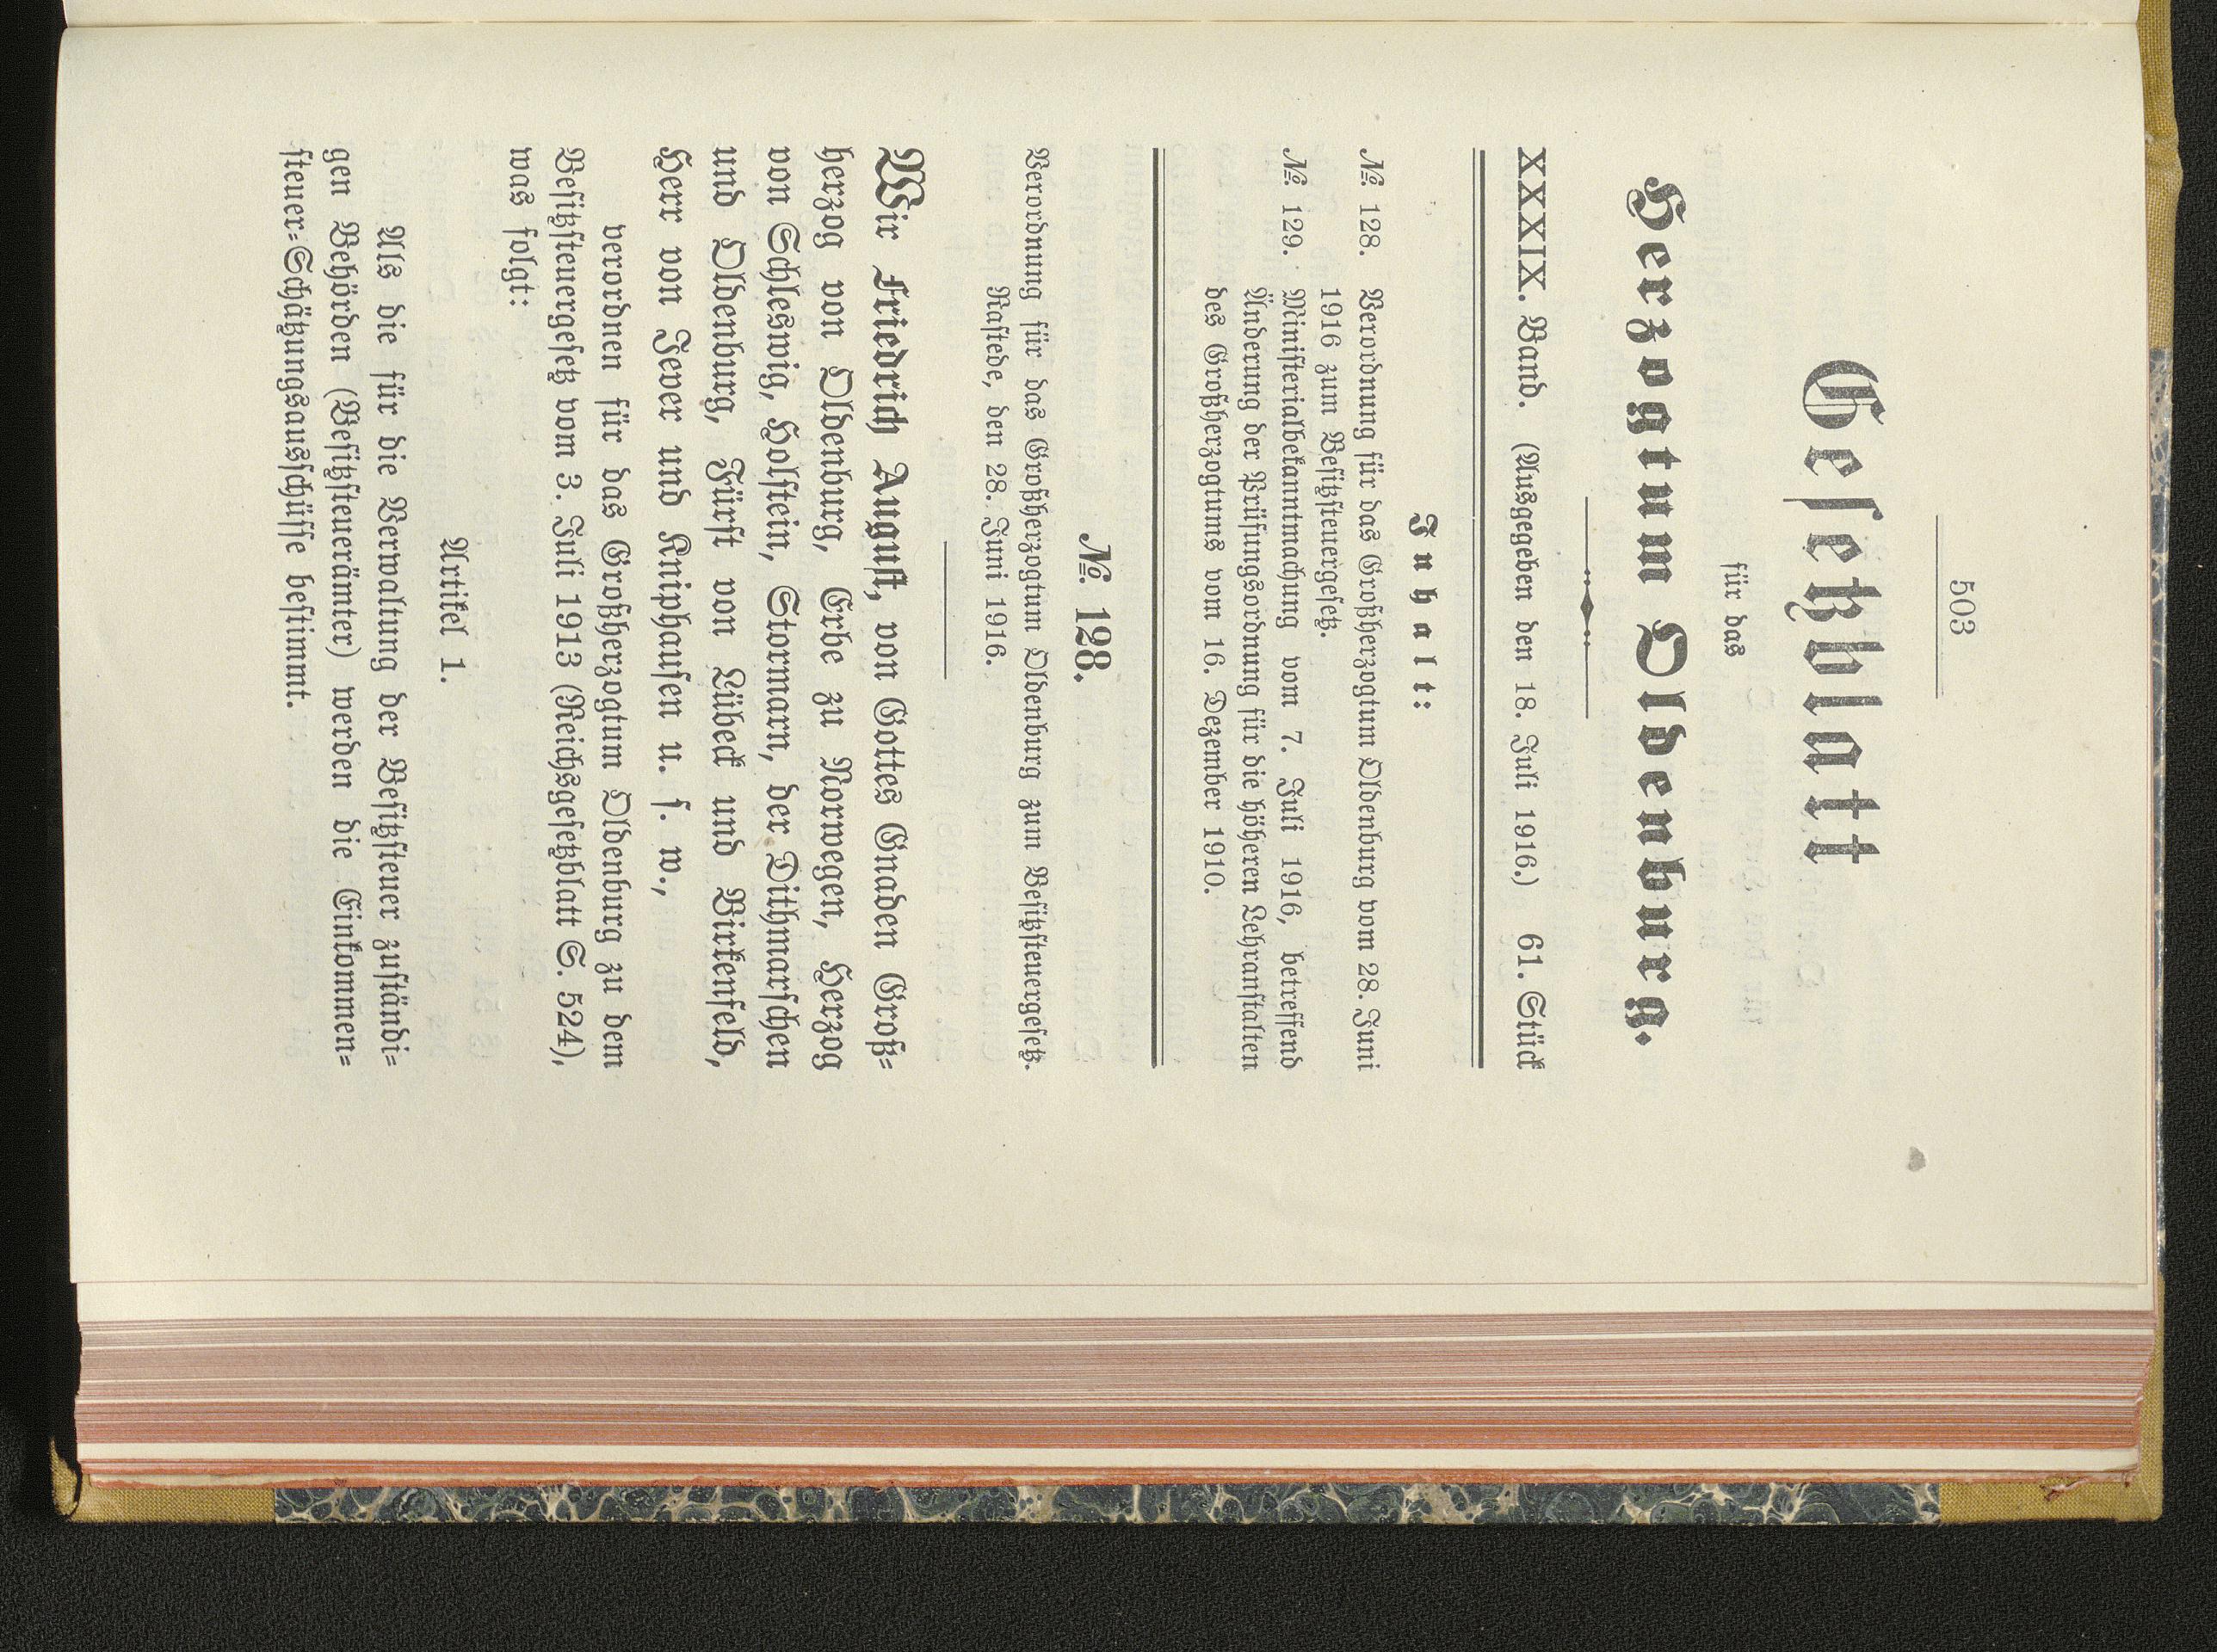 503
Gesetzblatt
für das
Herzogtum Oldenburg.
XXXIX. Band. (Ausgegeben den 18. Juli 1916.) 61. Stück
Inhalt:
№. 128. Verordnung für das Großherzogtum Oldenburg vom 28. Juni
1916 zum Besitzsteuergesetz.
№. 129. Ministerialbekanntmachung vom 7. Juli 1916, betreffend
Änderung der Prüfungsordnung für die höheren Lehranstalten
des Großherzogtums vom 16. Dezember 1910.
№. 128.
Verordnung für das Großherzogtum Oldenburg zum Besitzsteuergesetz.
Rastede, den 28. Juni 1916.
Wir Friedrich August, von Gottes Gnaden Groß-
herzog von Oldenburg, Erbe zu Norwegen, Herzog
von Schleswig, Holstein, Stormarn, der Dithmarschen
und Oldenburg, Fürst von Lübeck und Birkenfeld,
Herr von Jever und Kniphausen u. s. w.,
verordnen für das Großherzogtum Oldenburg zu dem
Besitzsteuergesetz vom 3. Juli 1913 (Reichsgesetzblatt S. 524),
was folgt:
Artikel 1.
Als die für die Verwaltung der Besitzsteuer zuständi-
gen Behörden (Besitzsteuerämter) werden die Einkommen-
steuer-Schätzungsausschüsse bestimmt.